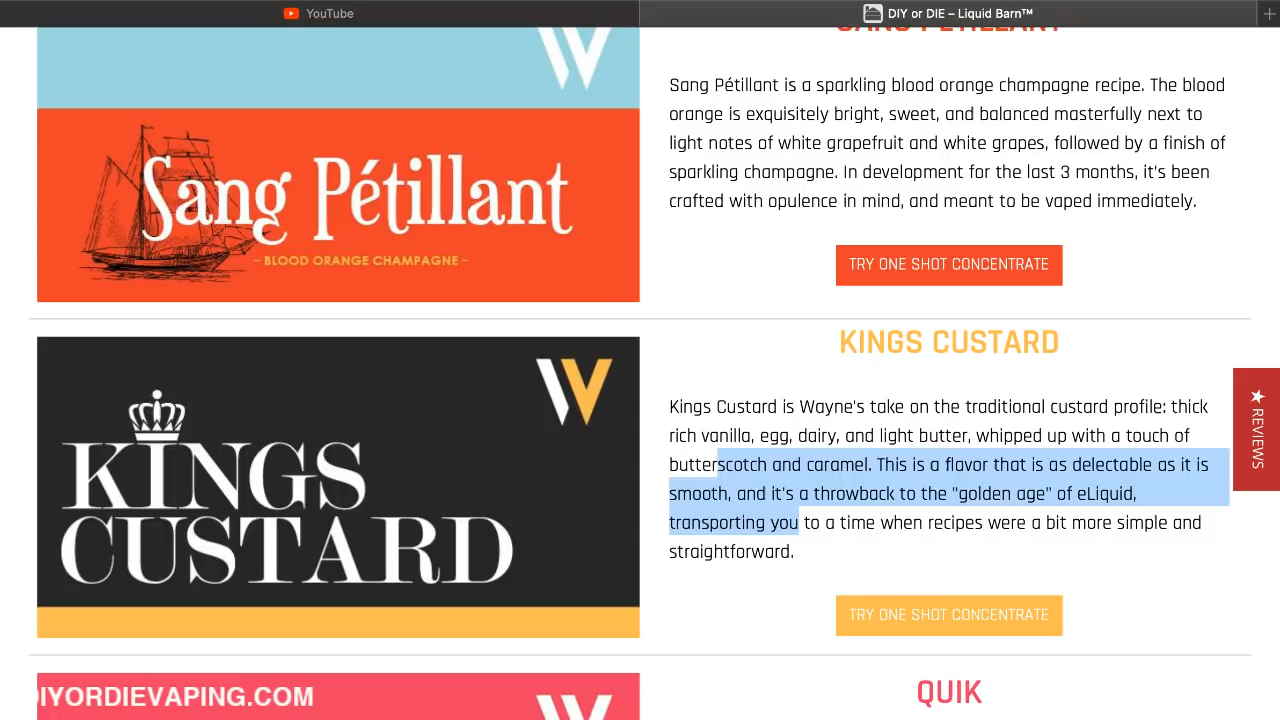 YouTube
DIY or DIE – Liquid Barn™
SANG PÉTILLANT
Sang Pétillant is a sparkling blood orange champagne recipe. The blood
orange is exquisitely bright, sweet, and balanced masterfully next to
light notes of white grapefruit and white grapes, followed by a finish of
sparkling champagne. In development for the last 3 months, it's been
crafted with opulence in mind, and meant to be vaped immediately.
TRY ONE SHOT CONCENTRATE
Sang Pétillant
– BLOOD ORANGE CHAMPAGNE –
KINGS CUSTARD
Kings Custard is Wayne's take on the traditional custard profile: thick
rich vanilla, egg, dairy, and light butter, whipped up with a touch of
butterscotch and caramel. This is a flavor that is as delectable as it is
smooth, and it's a throwback to the "golden age" of eLiquid,
transporting you to a time when recipes were a bit more simple and
straightforward.
TRY ONE SHOT CONCENTRATE
KINGS
CUSTARD
★ REVIEWS
DIYORDIEVAPING.COM
QUIK